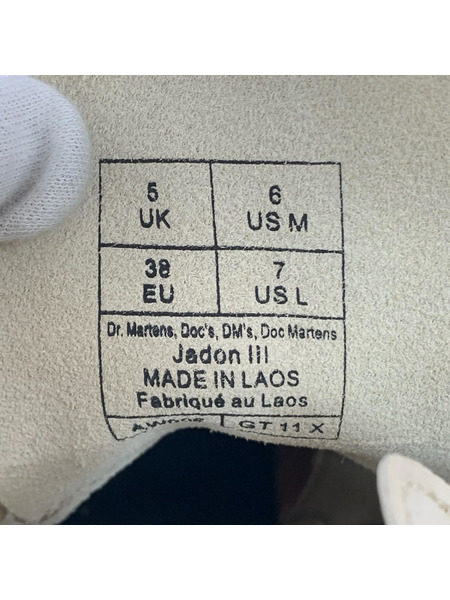 5 6
UK US M
38 7
EU US L
Dr. Martens, Doc's, DM's, Doc Martens
Jadon III
MADE IN LAOS
Fabriqué au Laos
GT 11 X